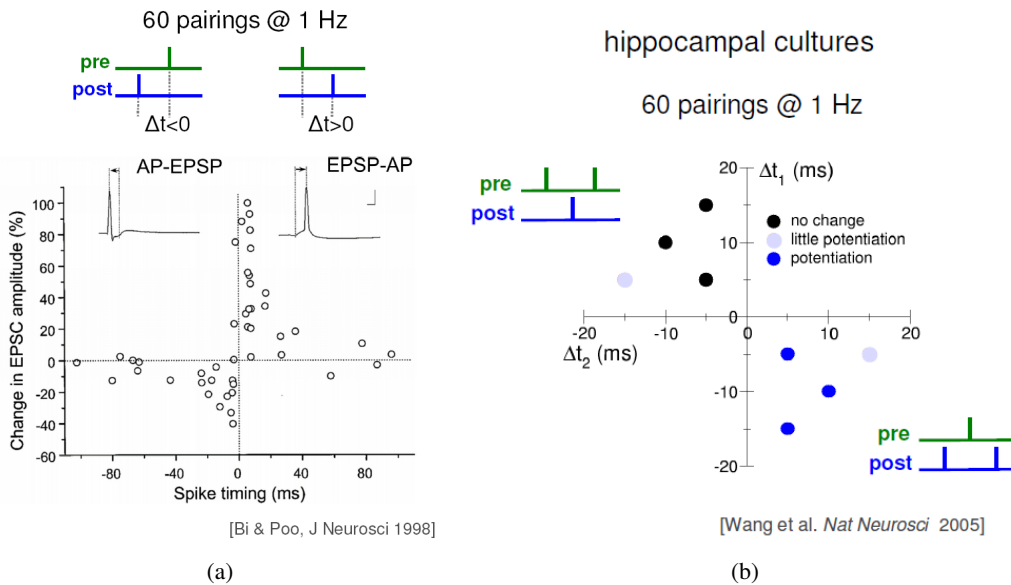 60 pairings @ 1 Hz
pre
post
Δt<0
Δt>0
AP-EPSP
EPSP-AP
Change in EPSC amplitude (%)
100
80
60
40
20
0
-20
-40
-60
-80
-40
0
40
80
Spike timing (ms)
[Bi & Poo, J Neurosci 1998]
(a)
hippocampal cultures
60 pairings @ 1 Hz
pre
post
20
Δt1 (ms)
no change
little potentiation
potentiation
10
0
-20
-10
0
10
20
Δt2 (ms)
-10
-20
pre
post
[Wang et al. Nat Neurosci 2005]
(b)